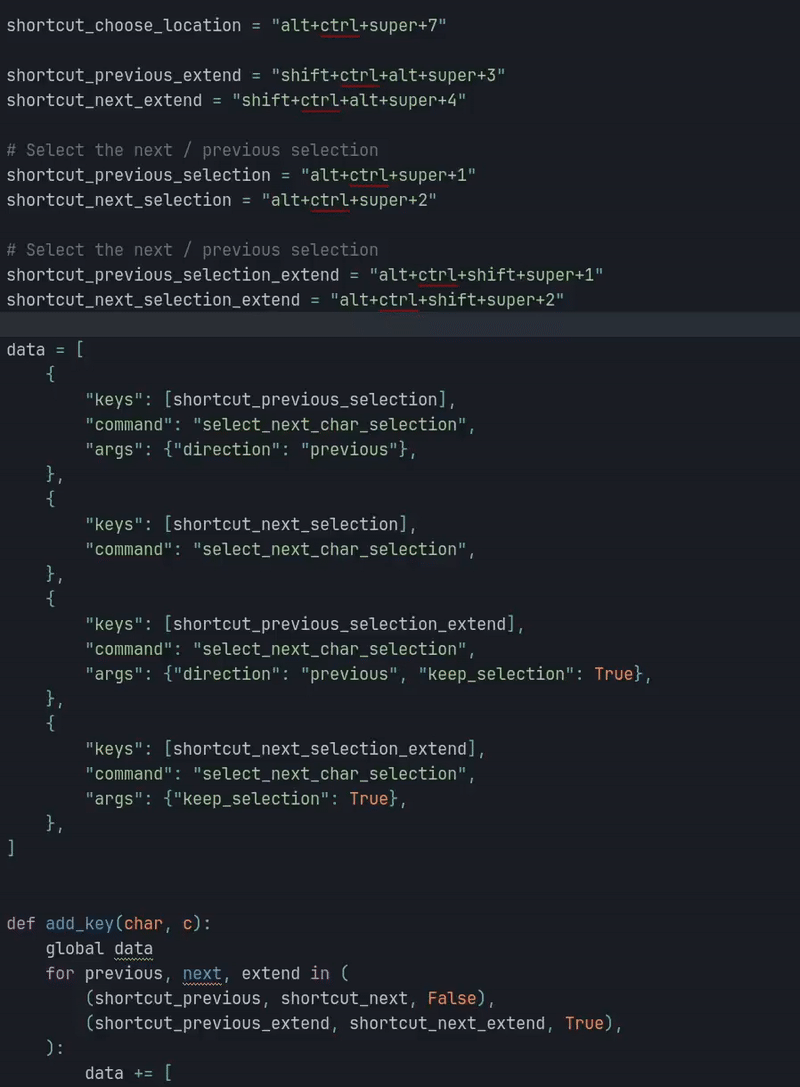 shortcut_choose_location = "alt+ctrl+super+7"
shortcut_previous_extend = "shift+ctrl+alt+super+3"
shortcut_next_extend = "shift+ctrl+alt+super+4"
# Select the next / previous selection
shortcut_previous_selection = "alt+ctrl+super+1"
shortcut_next_selection = "alt+ctrl+super+2"
# Select the next / previous selection
shortcut_previous_selection_extend = "alt+ctrl+shift+super+1"
shortcut_next_selection_extend = "alt+ctrl+shift+super+2"
data = [
    {
        "keys": [shortcut_previous_selection],
        "command": "select_next_char_selection",
        "args": {"direction": "previous"},
    },
    {
        "keys": [shortcut_next_selection],
        "command": "select_next_char_selection",
    },
    {
        "keys": [shortcut_previous_selection_extend],
        "command": "select_next_char_selection",
        "args": {"direction": "previous", "keep_selection": True},
    },
    {
        "keys": [shortcut_next_selection_extend],
        "command": "select_next_char_selection",
        "args": {"keep_selection": True},
    },
]
def add_key(char, c):
    global data
    for previous, next, extend in (
        (shortcut_previous, shortcut_next, False),
        (shortcut_previous_extend, shortcut_next_extend, True),
    ):
        data += [